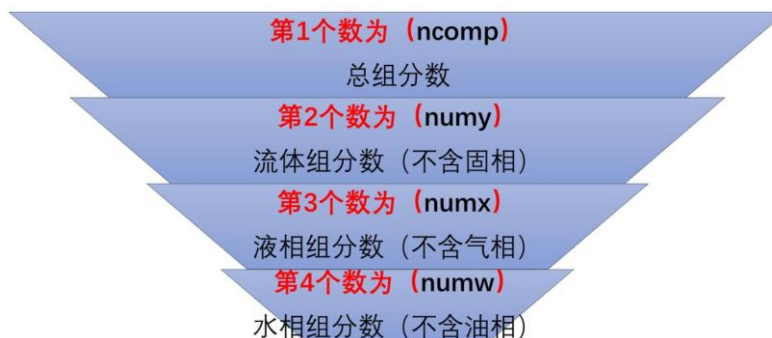 第1个数为（ncomp）
总组分数
第2个数为（numy）
流体组分数（不含固相）
第3个数为（numx）
液相组分数（不含气相）
第4个数为（numw）
水相组分数（不含油相）